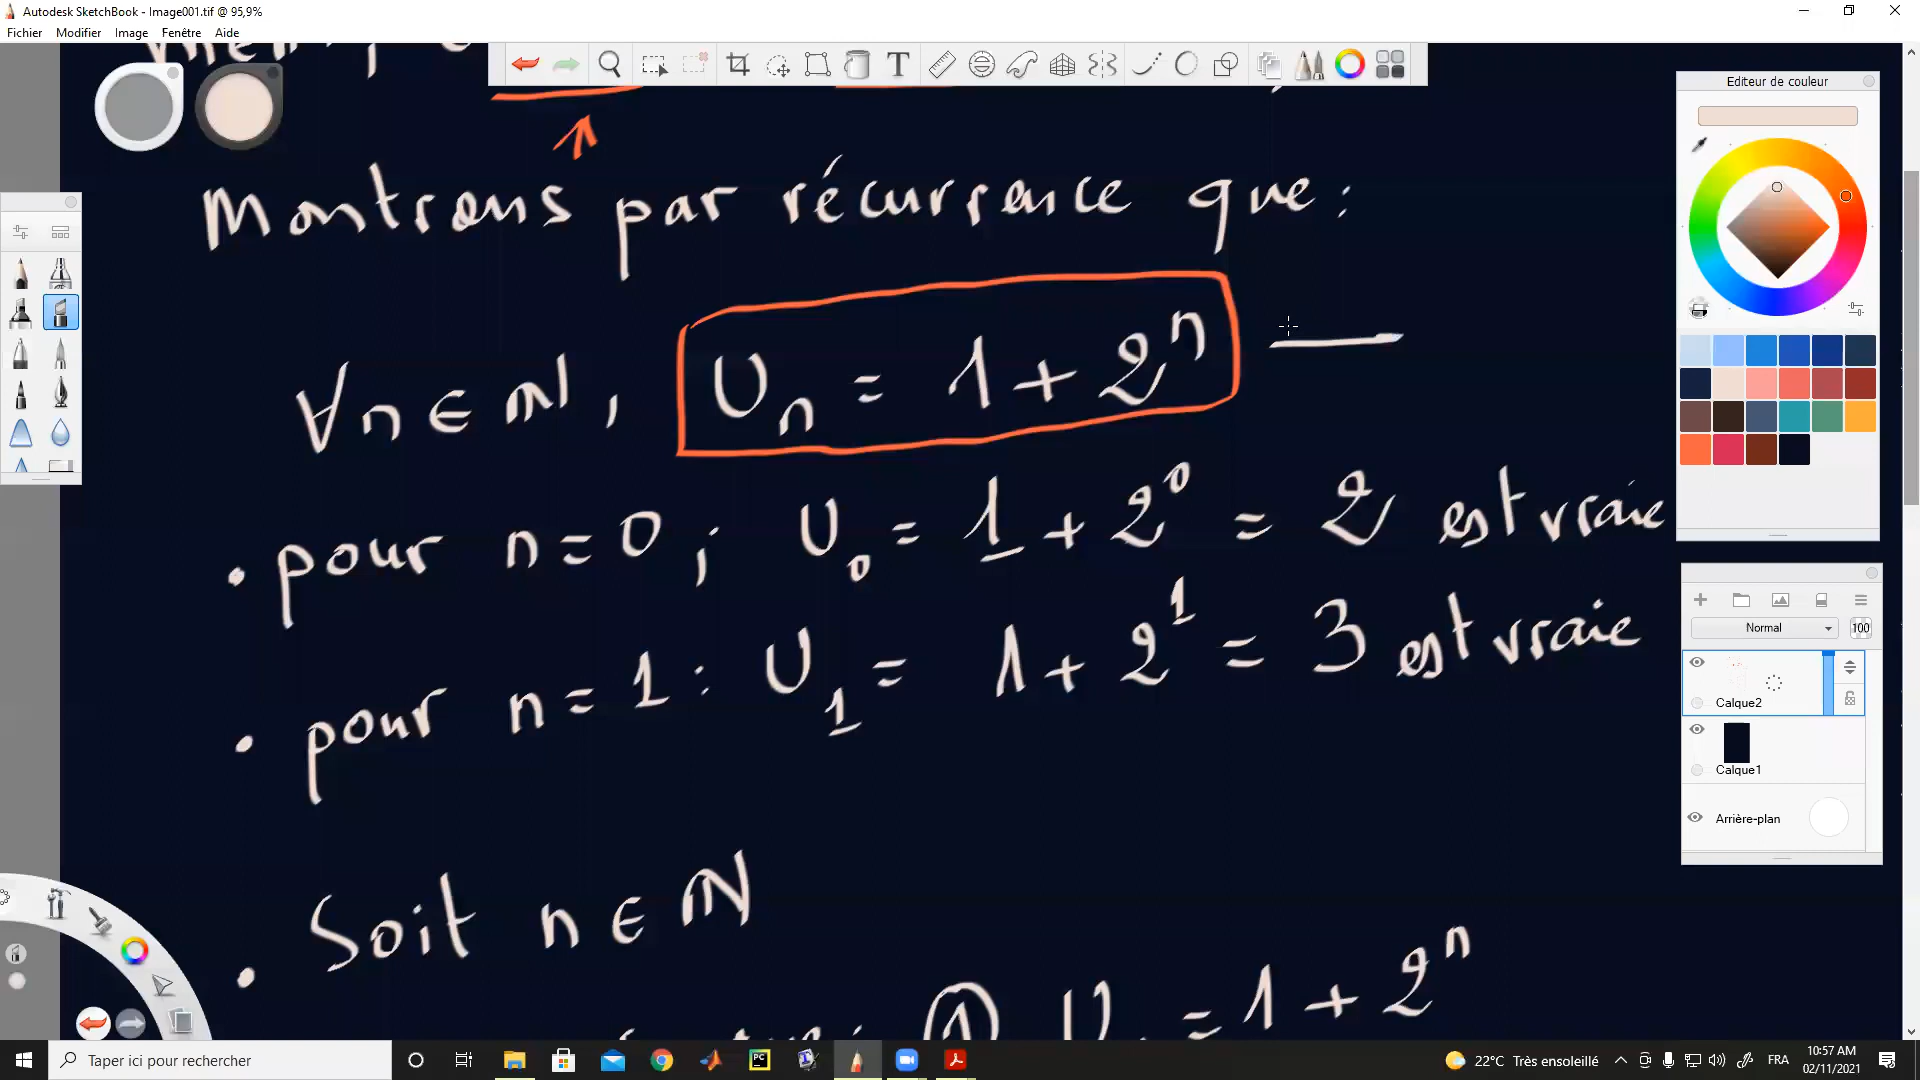 Autodesk SketchBook - Image001.tif @ 95,9%
Fichier Modifier Image Fenêtre Aide
Editeur de couleur
Montrons par récurrence que :
∀n ∈ ℕ, Uₙ = 1 + 2ⁿ
• pour n = 0 ; U₀ = 1 + 2⁰ = 2 est vraie
• pour n = 1 : U₁ = 1 + 2¹ = 3 est vraie
• Soit n ∈ ℕ
① = 1 + 2ⁿ
Normal 100
Calque2
Calque1
Arrière-plan
Taper ici pour rechercher
22°C Très ensoleillé
FRA
10:57 AM
02/11/2021